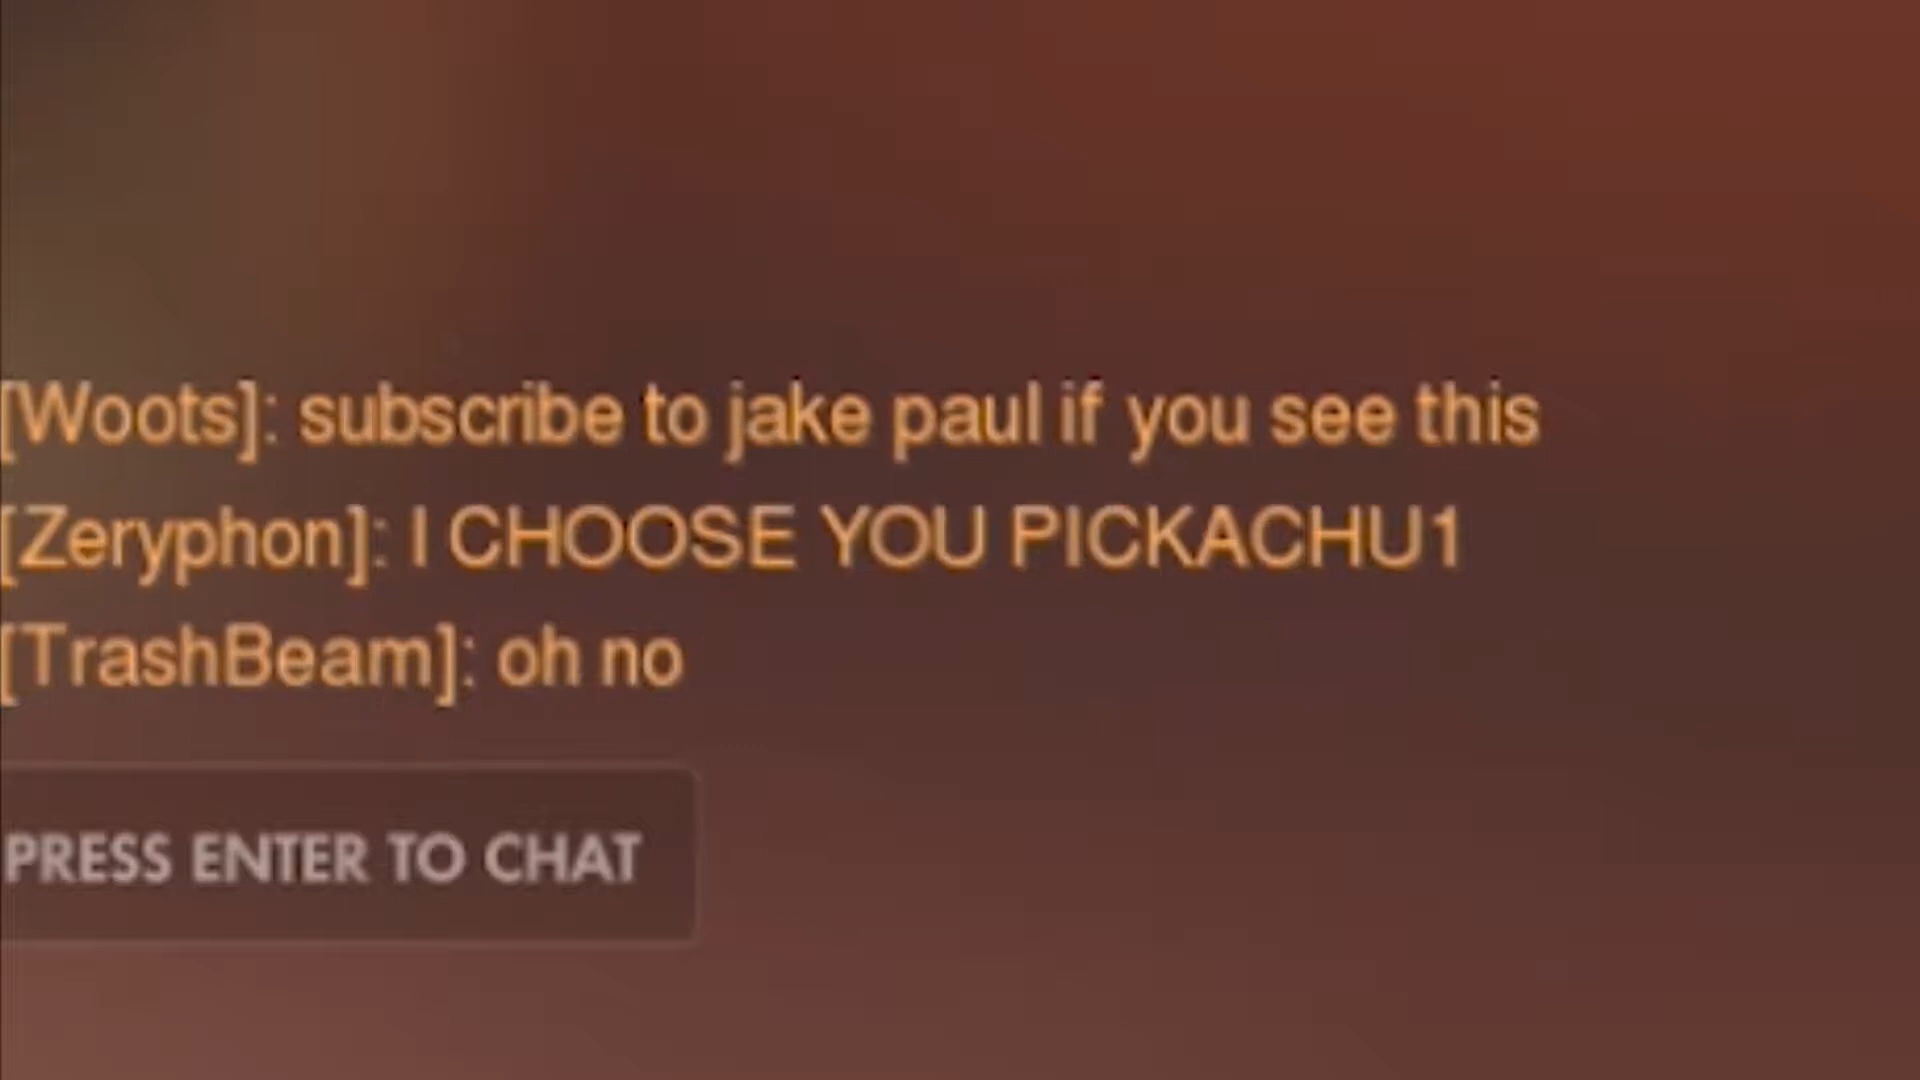 [Woots]: subscribe to jake paul if you see this
[Zeryphon]: I CHOOSE YOU PICKACHU1
[TrashBeam]: oh no
PRESS ENTER TO CHAT